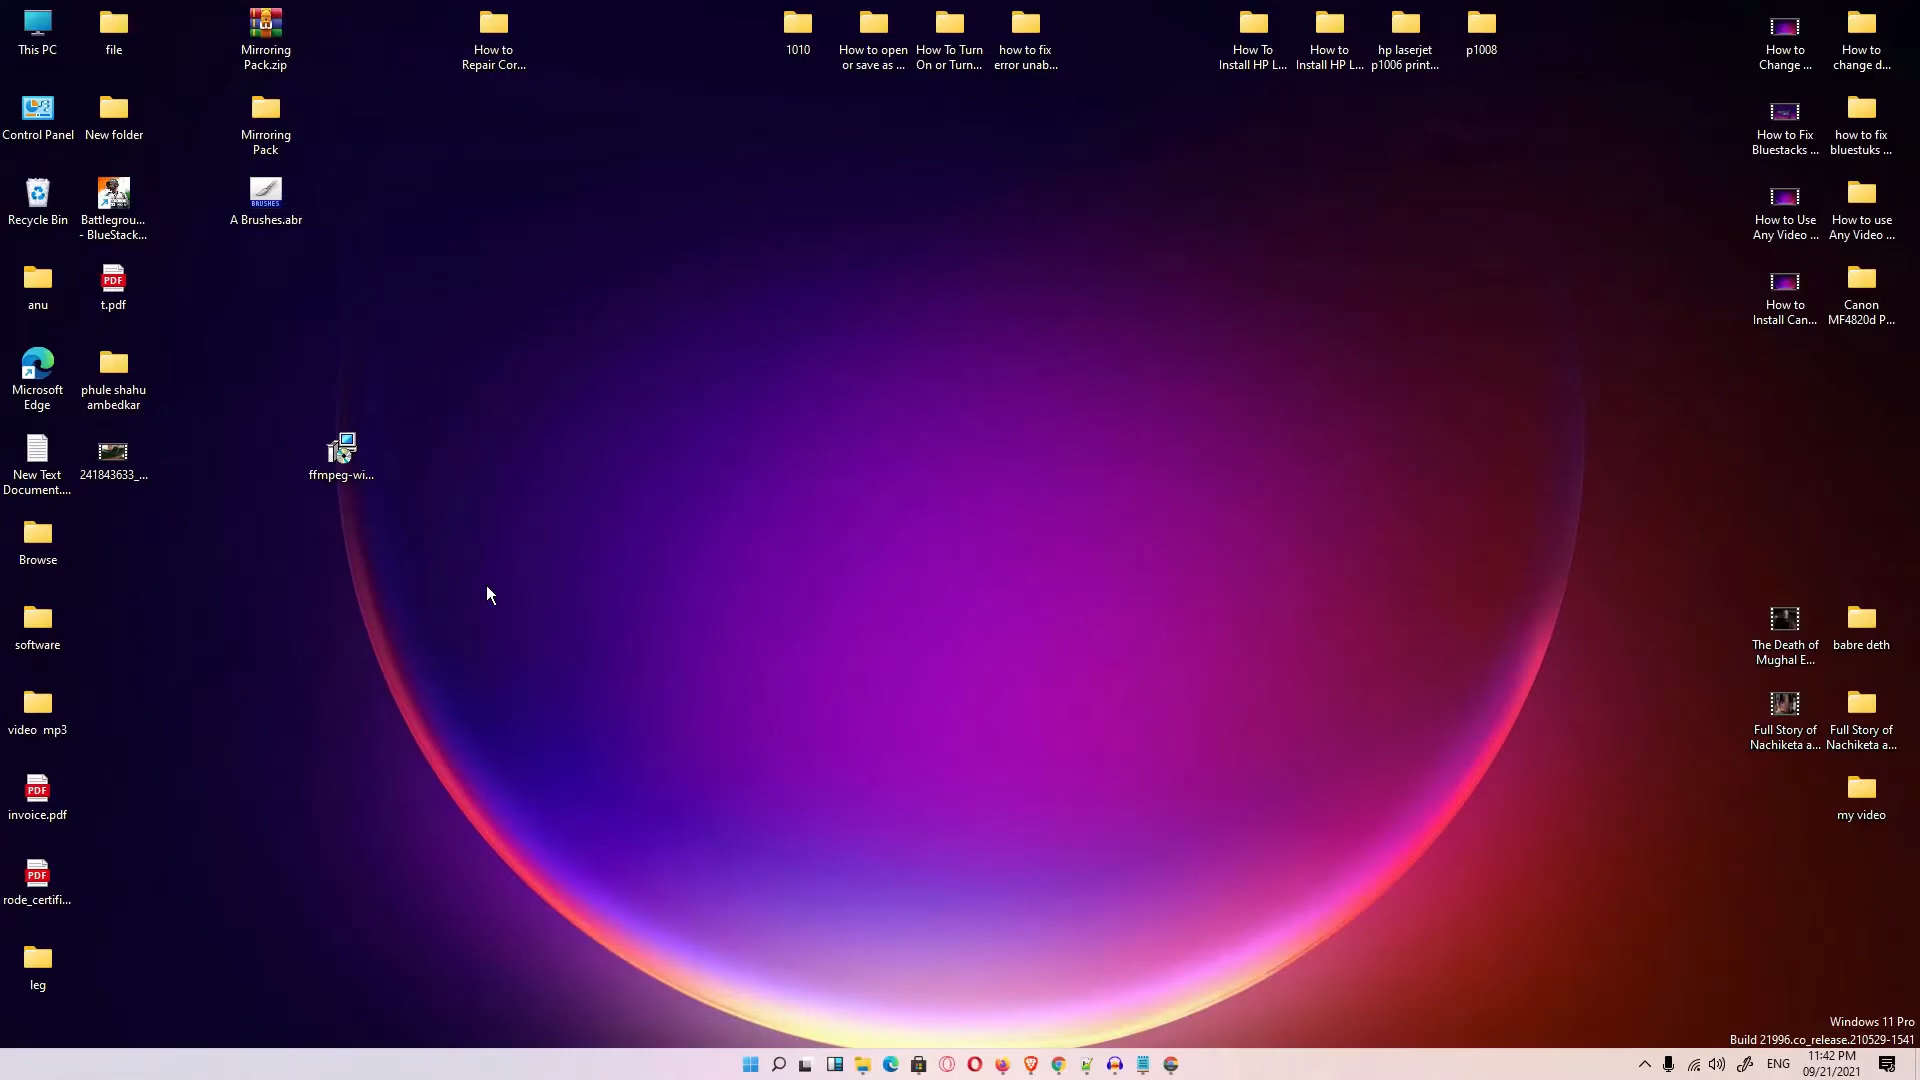 This PC
file
Mirroring
Pack.zip
How to
Repair Cor...
1010
How to open
or save as ...
How To Turn
On or Turn...
how to fix
error unab...
How To
Install HP L...
How to
Install HP L...
hp laserjet
p1006 print...
p1008
How to
Change ...
How to
change d...
Control Panel
New folder
Mirroring
Pack
How to Fix
Bluestacks ...
how to fix
bluestuks ...
Recycle Bin
Battlegrou...
- BlueStack...
BRUSHES
A Brushes.abr
How to Use
Any Video ...
How to use
Any Video ...
anu
PDF
t.pdf
How to
Install Can...
Canon
MF4820d P...
Microsoft
Edge
phule shahu
ambedkar
New Text
Document....
241843633_...
ffmpeg-wi...
Browse
software
The Death of
Mughal E...
babre deth
video mp3
Full Story of
Nachiketa a...
Full Story of
Nachiketa a...
PDF
invoice.pdf
my video
PDF
rode_certifi...
leg
Windows 11 Pro
Build 21996.co_release.210529-1541
ENG
11:42 PM
09/21/2021